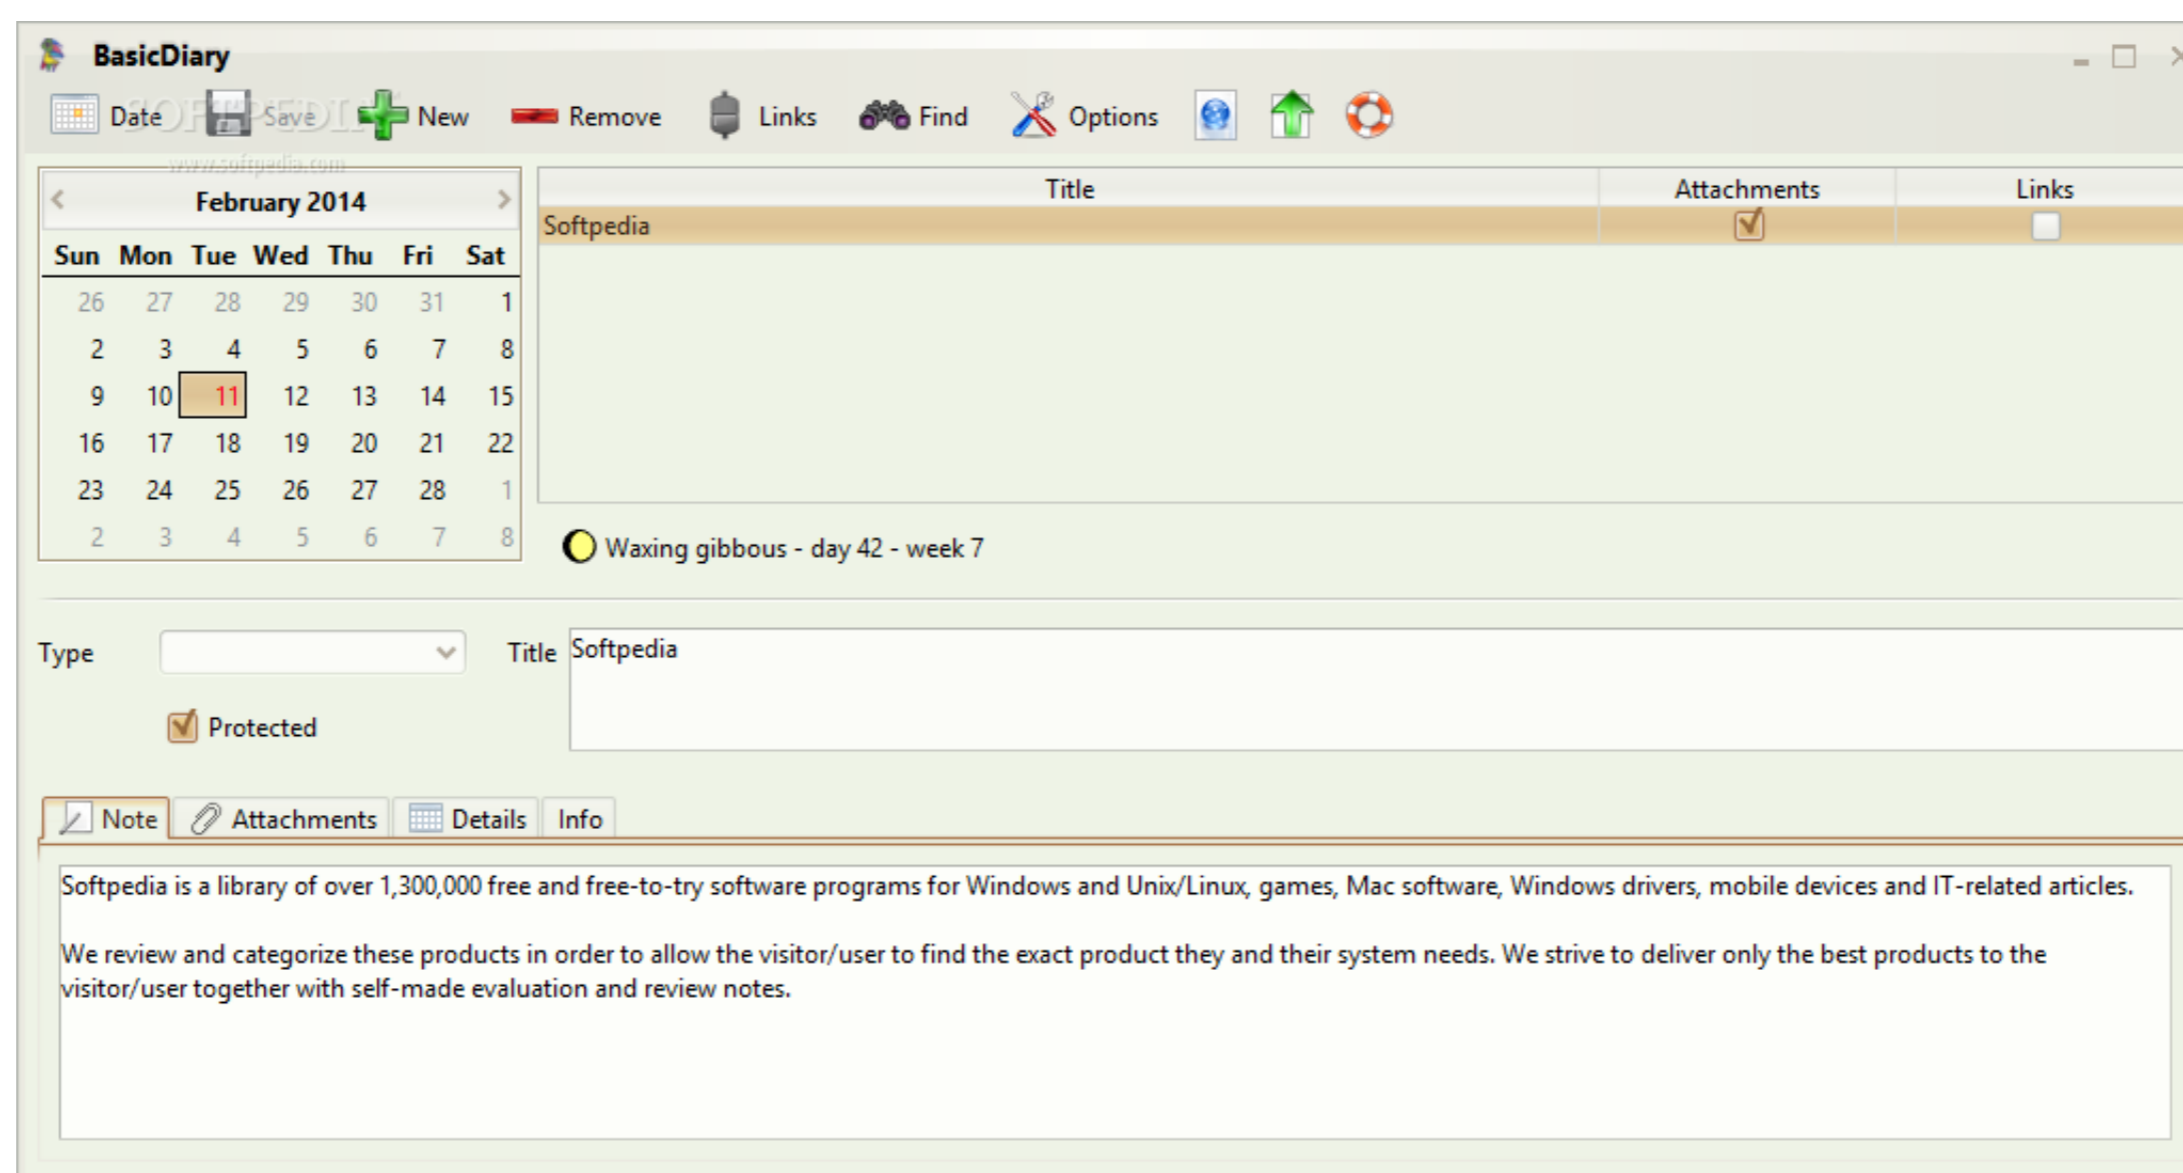 BasicDiary
Date Save New Remove Links Find Options
SOFTPEDIA
www.softpedia.com
February 2014
Sun Mon Tue Wed Thu Fri Sat
26 27 28 29 30 31 1
2 3 4 5 6 7 8
9 10 11 12 13 14 15
16 17 18 19 20 21 22
23 24 25 26 27 28 1
2 3 4 5 6 7 8
Title Attachments Links
Softpedia
Waxing gibbous - day 42 - week 7
Type Title Softpedia
Protected
Note Attachments Details Info
Softpedia is a library of over 1,300,000 free and free-to-try software programs for Windows and Unix/Linux, games, Mac software, Windows drivers, mobile devices and IT-related articles.
We review and categorize these products in order to allow the visitor/user to find the exact product they and their system needs. We strive to deliver only the best products to the
visitor/user together with self-made evaluation and review notes.